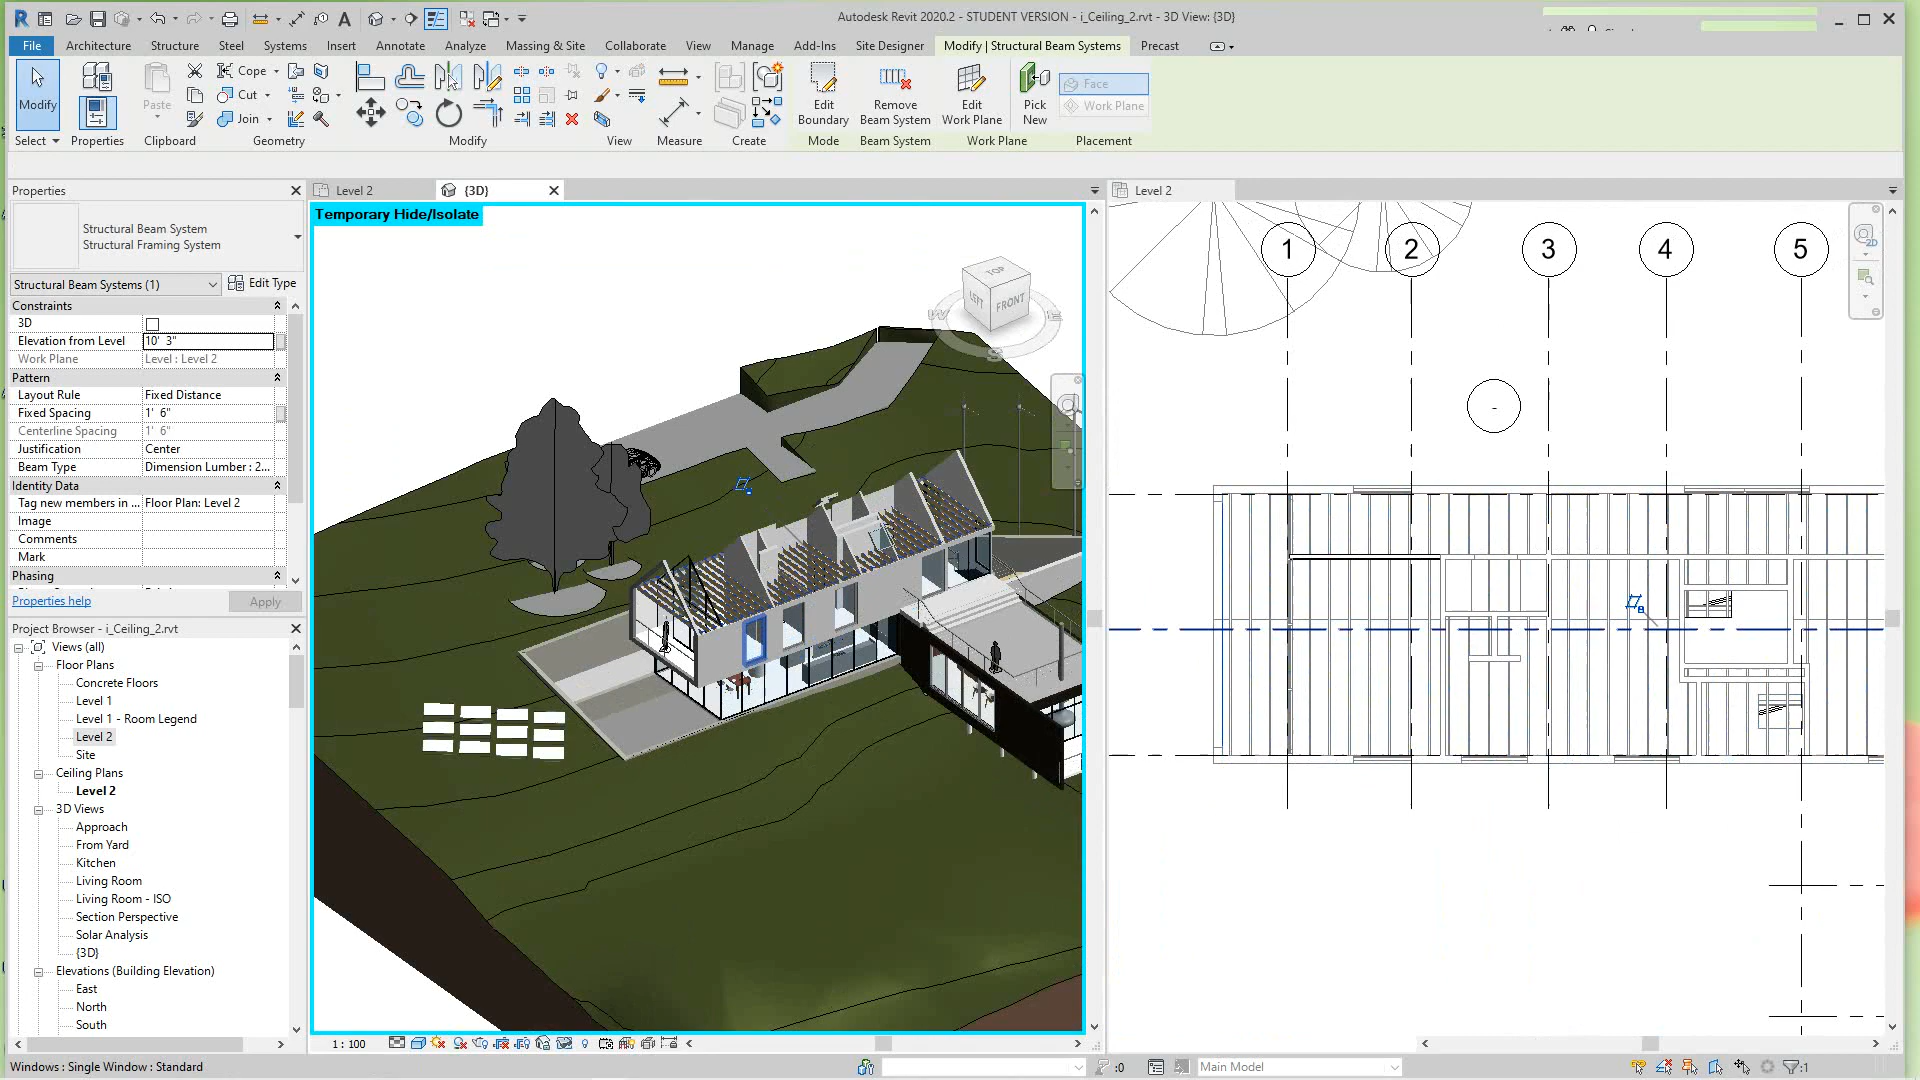 Autodesk Revit 2020.2 - STUDENT VERSION - i_Ceiling_2.rvt - 3D View: {3D}
File Architecture Structure Steel Systems Insert Annotate Analyze Massing & Site Collaborate View Manage Add-Ins Site Designer Modify | Structural Beam Systems Precast
Modify
Paste
Cope
Cut
Join
Edit Boundary
Remove Beam System
Edit Work Plane
Pick New
Face
Work Plane
Select Properties Clipboard Geometry Modify View Measure Create Mode Beam System Work Plane Placement
Properties
Structural Beam System
Structural Framing System
Structural Beam Systems (1)
Edit Type
Constraints
3D
Elevation from Level 10' 3"
Work Plane Level : Level 2
Pattern
Layout Rule Fixed Distance
Fixed Spacing 1' 6"
Centerline Spacing 1' 6"
Justification Center
Beam Type Dimension Lumber : 2...
Identity Data
Tag new members in ... Floor Plan: Level 2
Image
Comments
Mark
Phasing
Properties help
Apply
Project Browser - i_Ceiling_2.rvt
Views (all)
Floor Plans
Concrete Floors
Level 1
Level 1 - Room Legend
Level 2
Site
Ceiling Plans
Level 2
3D Views
Approach
From Yard
Kitchen
Living Room
Living Room - ISO
Section Perspective
Solar Analysis
{3D}
Elevations (Building Elevation)
East
North
South
Level 2
{3D}
Temporary Hide/Isolate
TOP
LEFT
FRONT
W
E
S
1 : 100
Level 2
2D
1 2 3 4 5
-
Windows : Single Window : Standard
:0
Main Model
:1